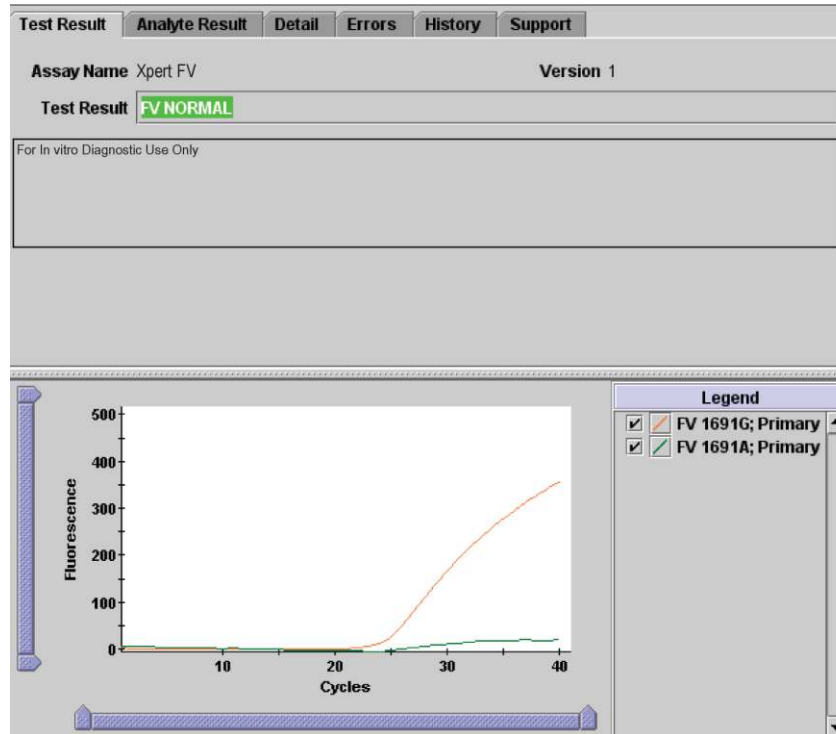 Test Result Analyte Result Detail Errors History Support
Assay Name Xpert FV Version 1
Test Result FV NORMAL
For In vitro Diagnostic Use Only
Legend
FV 1691G; Primary
FV 1691A; Primary
500
400
300
200
100
0
Fluorescence
10 20 30 40
Cycles